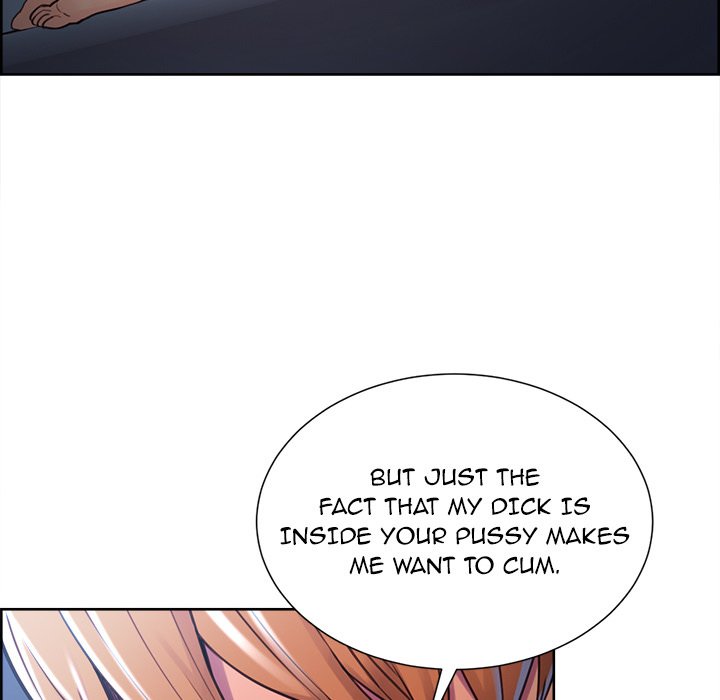 BUT JUST THE
FACT THAT MY DICK IS
INSIDE YOUR PUSSY MAKES
ME WANT TO CUM.